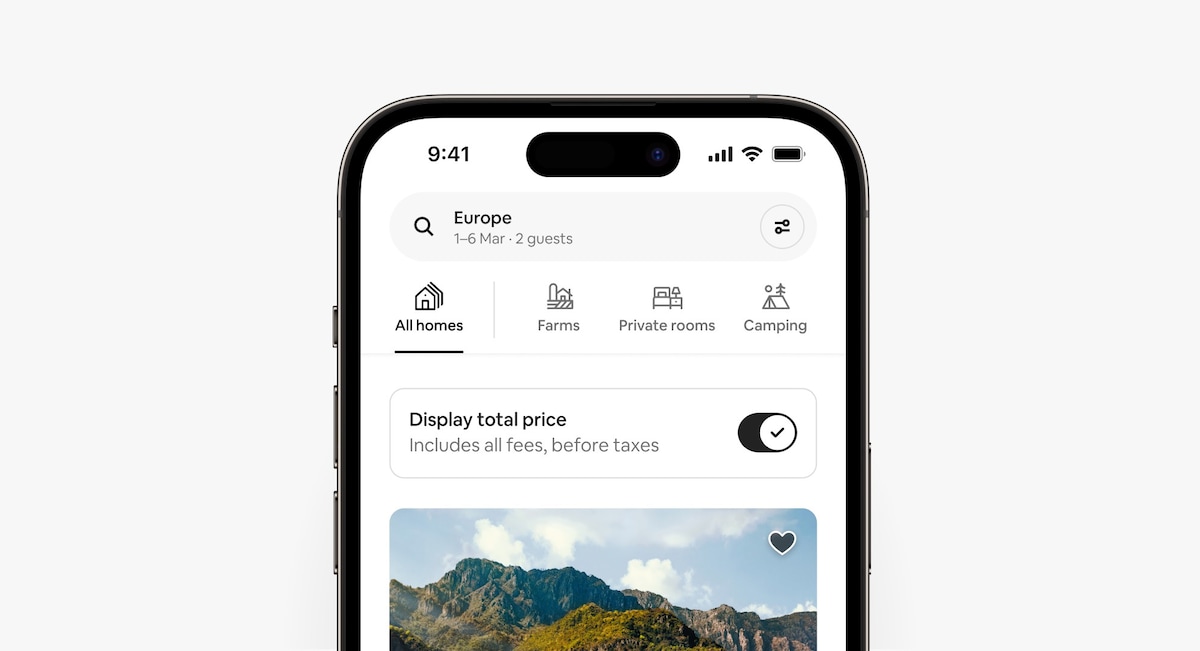 9:41
Europe
1–6 Mar · 2 guests
All homes
Farms
Private rooms
Camping
Display total price
Includes all fees, before taxes